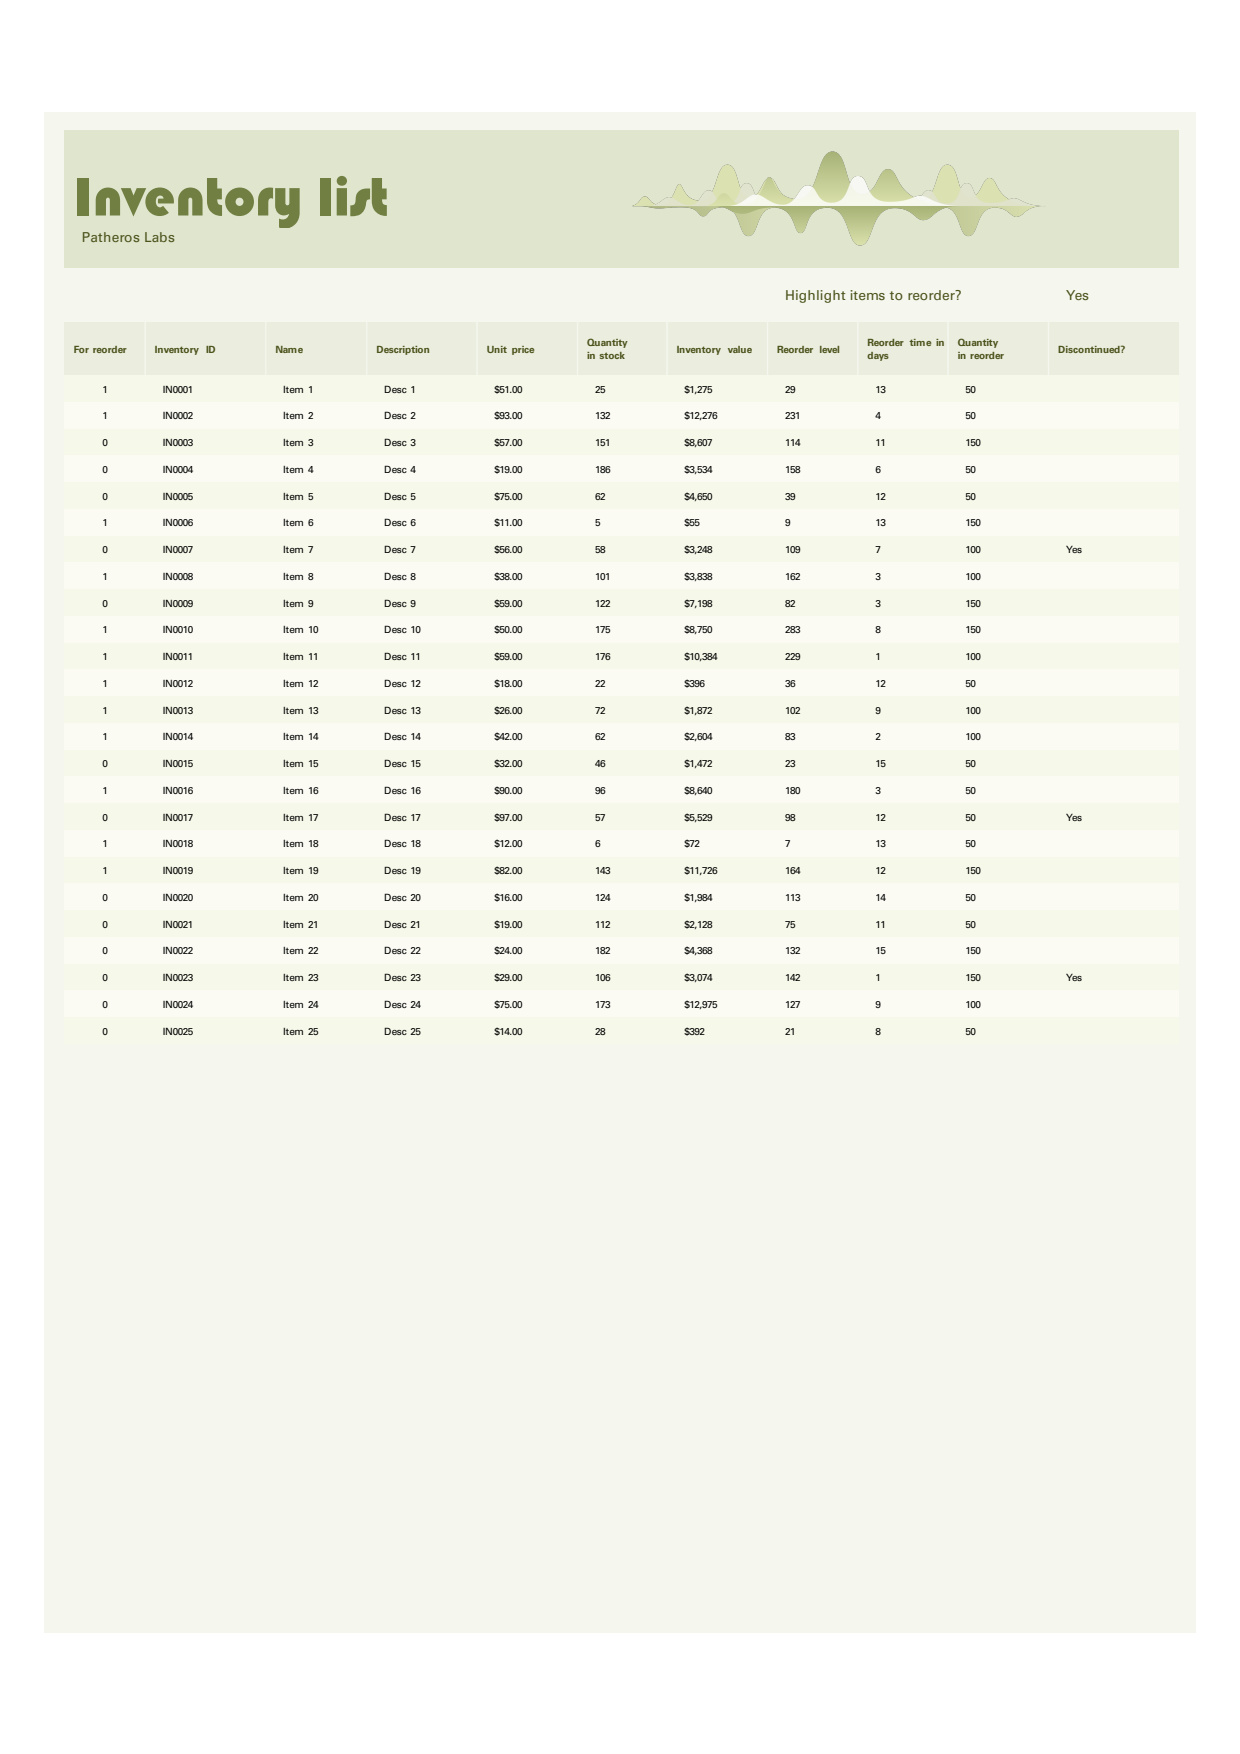 Inventory list
Patheros Labs
Highlight items to reorder? Yes
For reorder Inventory ID Name Description Unit price Quantity in stock Inventory value Reorder level Reorder time in days Quantity in reorder Discontinued?
1 IN0001 Item 1 Desc 1 $51.00 25 $1,275 29 13 50
1 IN0002 Item 2 Desc 2 $93.00 132 $12,276 231 4 50
0 IN0003 Item 3 Desc 3 $57.00 151 $8,607 114 11 150
0 IN0004 Item 4 Desc 4 $19.00 186 $3,534 158 6 50
0 IN0005 Item 5 Desc 5 $75.00 62 $4,650 39 12 50
1 IN0006 Item 6 Desc 6 $11.00 5 $55 9 13 150
0 IN0007 Item 7 Desc 7 $56.00 58 $3,248 109 7 100 Yes
1 IN0008 Item 8 Desc 8 $38.00 101 $3,838 162 3 100
0 IN0009 Item 9 Desc 9 $59.00 122 $7,198 82 3 150
1 IN0010 Item 10 Desc 10 $50.00 175 $8,750 283 8 150
1 IN0011 Item 11 Desc 11 $59.00 176 $10,384 229 1 100
1 IN0012 Item 12 Desc 12 $18.00 22 $396 36 12 50
1 IN0013 Item 13 Desc 13 $26.00 72 $1,872 102 9 100
1 IN0014 Item 14 Desc 14 $42.00 62 $2,604 83 2 100
0 IN0015 Item 15 Desc 15 $32.00 46 $1,472 23 15 50
1 IN0016 Item 16 Desc 16 $90.00 96 $8,640 180 3 50
0 IN0017 Item 17 Desc 17 $97.00 57 $5,529 98 12 50 Yes
1 IN0018 Item 18 Desc 18 $12.00 6 $72 7 13 50
1 IN0019 Item 19 Desc 19 $82.00 143 $11,726 164 12 150
0 IN0020 Item 20 Desc 20 $16.00 124 $1,984 113 14 50
0 IN0021 Item 21 Desc 21 $19.00 112 $2,128 75 11 50
0 IN0022 Item 22 Desc 22 $24.00 182 $4,368 132 15 150
0 IN0023 Item 23 Desc 23 $29.00 106 $3,074 142 1 150 Yes
0 IN0024 Item 24 Desc 24 $75.00 173 $12,975 127 9 100
0 IN0025 Item 25 Desc 25 $14.00 28 $392 21 8 50